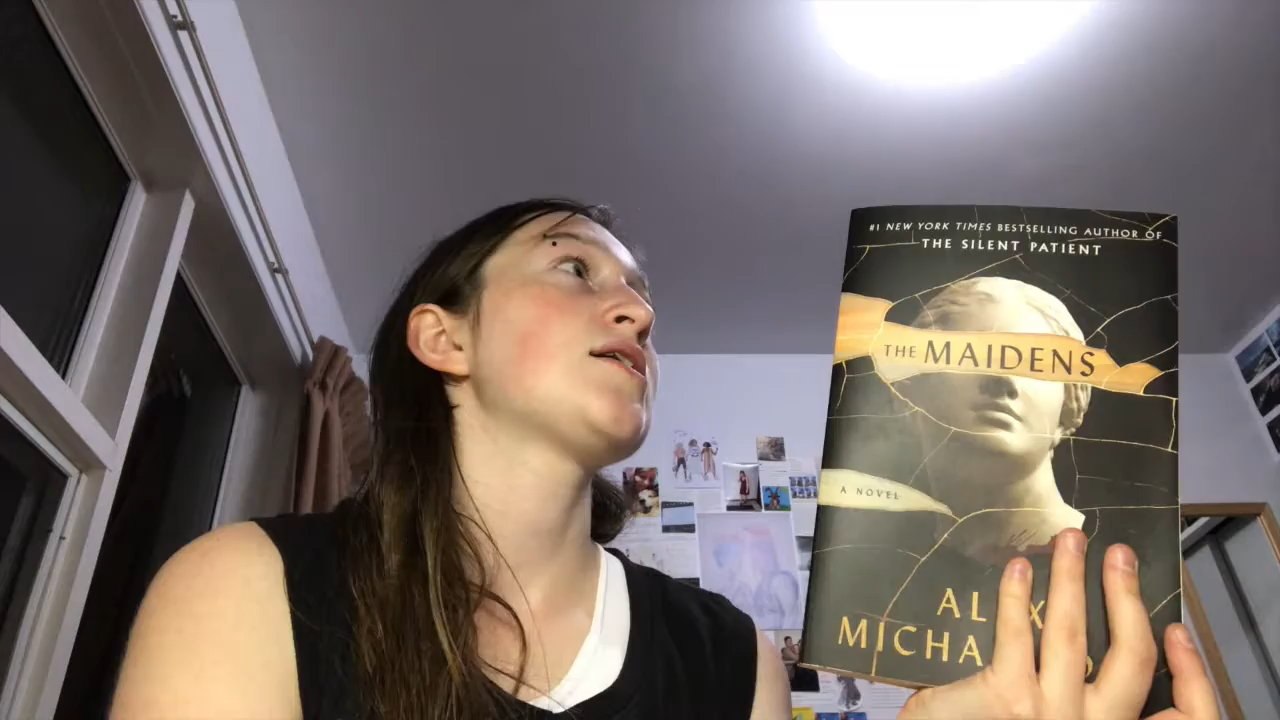 #1 NEW YORK TIMES BESTSELLING AUTHOR OF
THE SILENT PATIENT
THE MAIDENS
A NOVEL